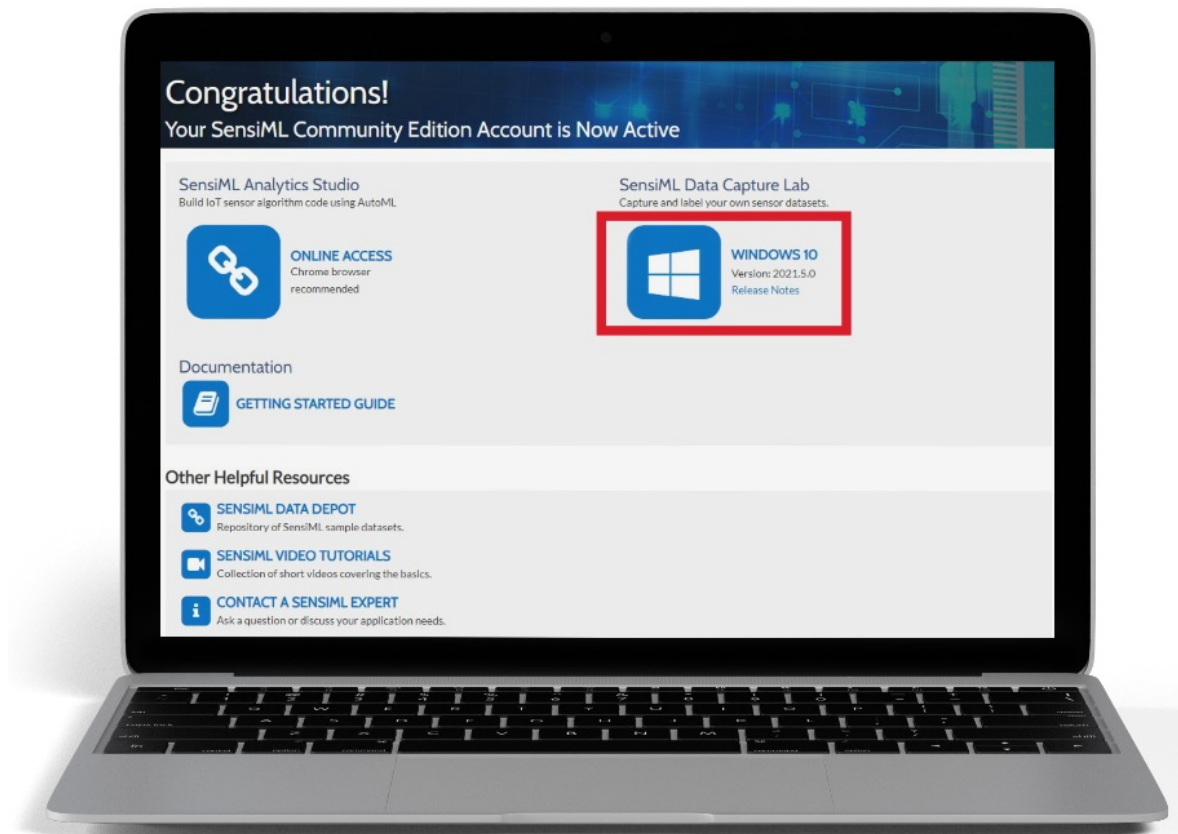 Congratulations!
Your SensiML Community Edition Account is Now Active
SensiML Analytics Studio
Build IoT sensor algorithm code using AutoML
ONLINE ACCESS
Chrome browser
recommended
SensiML Data Capture Lab
Capture and label your own sensor datasets.
WINDOWS 10
Version: 2021.5.0
Release Notes
Documentation
GETTING STARTED GUIDE
Other Helpful Resources
SENSIML DATA DEPOT
Repository of SensiML sample datasets.
SENSIML VIDEO TUTORIALS
Collection of short videos covering the basics.
CONTACT A SENSIML EXPERT
Ask a question or discuss your application needs.